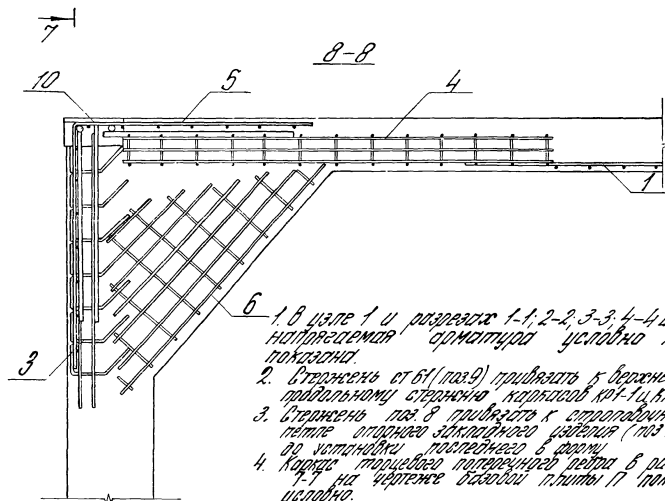 7
8-8
10
5
4
1
6
3
1. В узле 1 и разрезах 1-1; 2-2; 3-3; 4-4
напрягаемая арматура условно
показана.
2. Стержень ст 61 (поз.9) привязать к
продольному стержню каркасов кр1-1 и
3. Стержень поз. 8 привязать к
петле опорного закладного изделия (поз
до установки последнего в форму
4. Каркас торцевого поперечного ребра в
7-7 на чертеже базовой плиты П
условно.